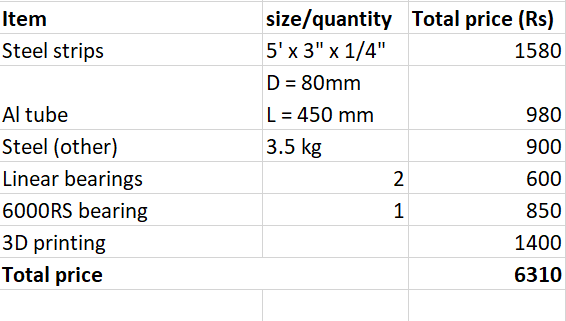 Item size/quantity Total price (Rs)
Steel strips 5' x 3" x 1/4" 1580
D = 80mm
Al tube L = 450 mm 980
Steel (other) 3.5 kg 900
Linear bearings 2 600
6000RS bearing 1 850
3D printing 1400
Total price 6310